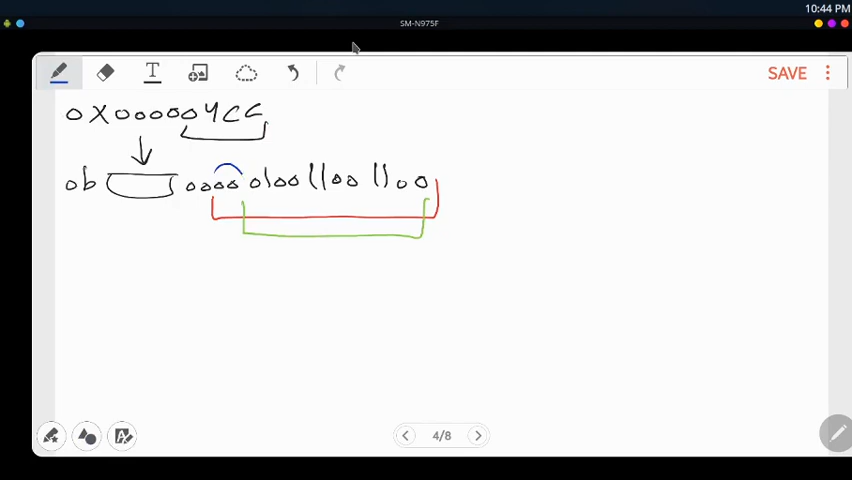 10:44 PM
SM-N975F
T
SAVE
0X000004CC
0b 0000 0100 1100 1100
4/8